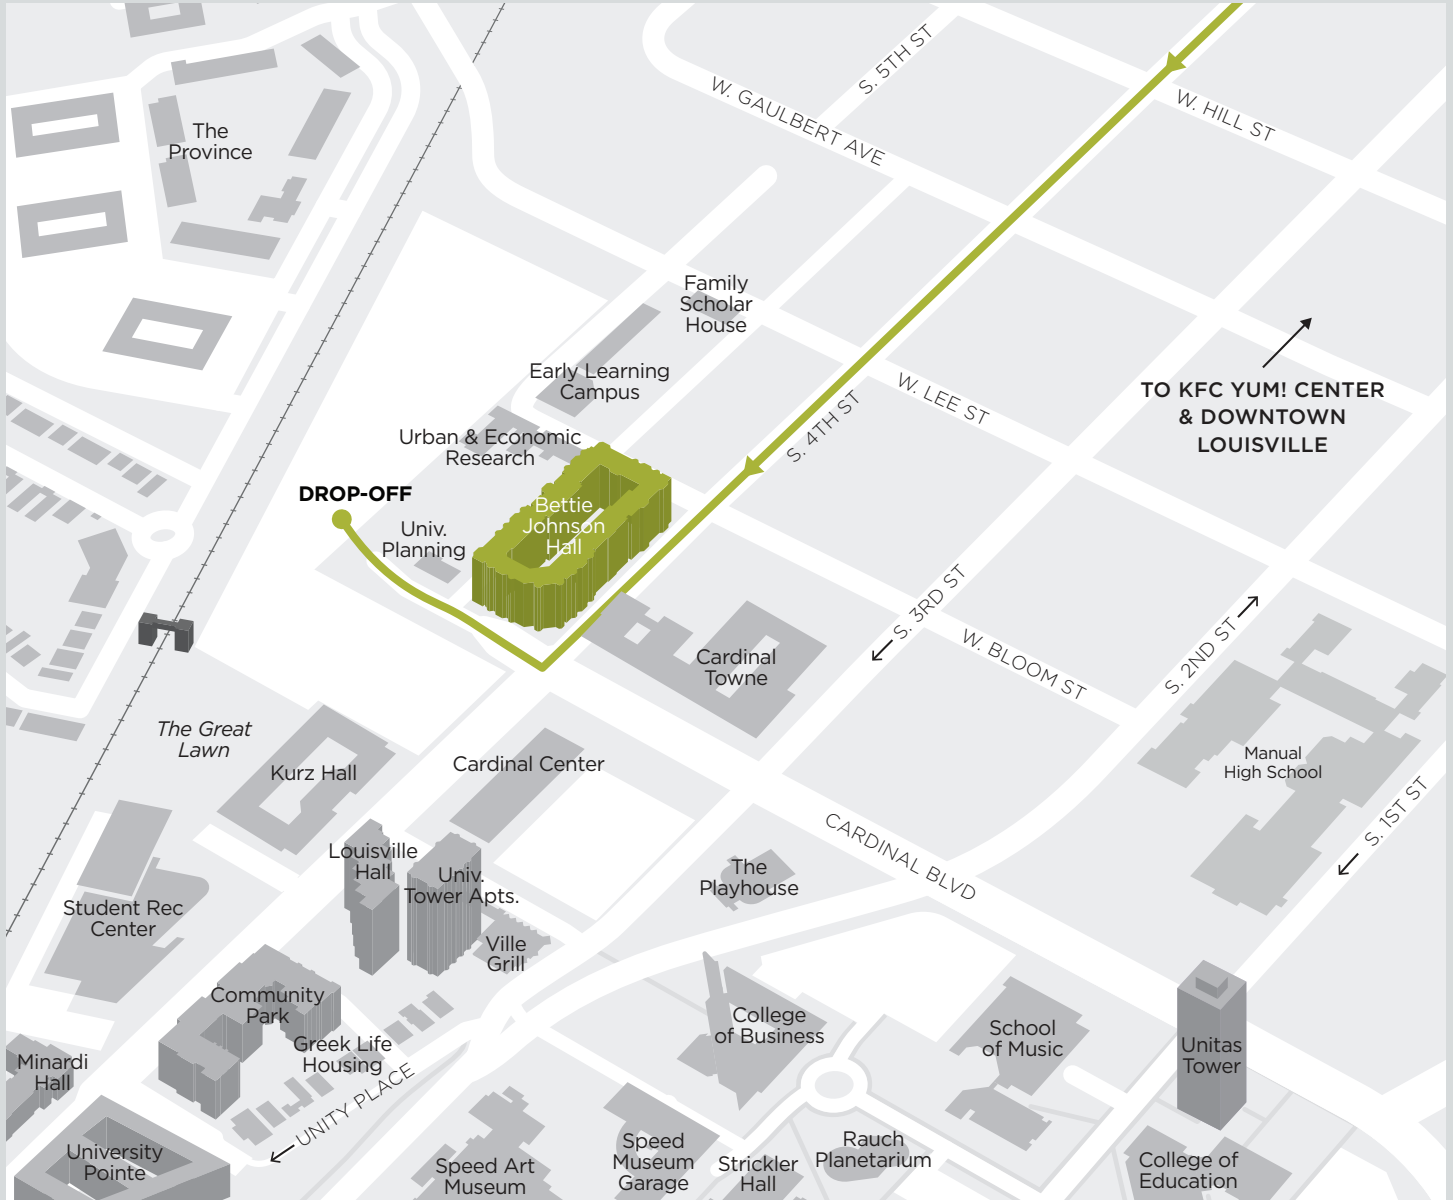 S. 5TH ST
W. GAULBERT AVE
W. HILL ST
The
Province
Family
Scholar
House
Early Learning
Campus
TO KFC YUM! CENTER
& DOWNTOWN
LOUISVILLE
W. LEE ST
S. 4TH ST
Urban & Economic
Research
DROP-OFF
Bettie
Johnson
Hall
Univ.
Planning
S. 3RD ST
W. BLOOM ST
S. 2ND ST
Cardinal
Towne
The Great
Lawn
Kurz Hall
Cardinal Center
Manual
High School
S. 1ST ST
CARDINAL BLVD
Louisville
Hall
Univ.
Tower Apts.
The
Playhouse
Student Rec
Center
Ville
Grill
Community
Park
Greek Life
Housing
College
of Business
School
of Music
Unitas
Tower
Minardi
Hall
UNITY PLACE
University
Pointe
Speed Art
Museum
Speed
Museum
Garage
Strickler
Hall
Rauch
Planetarium
College of
Education